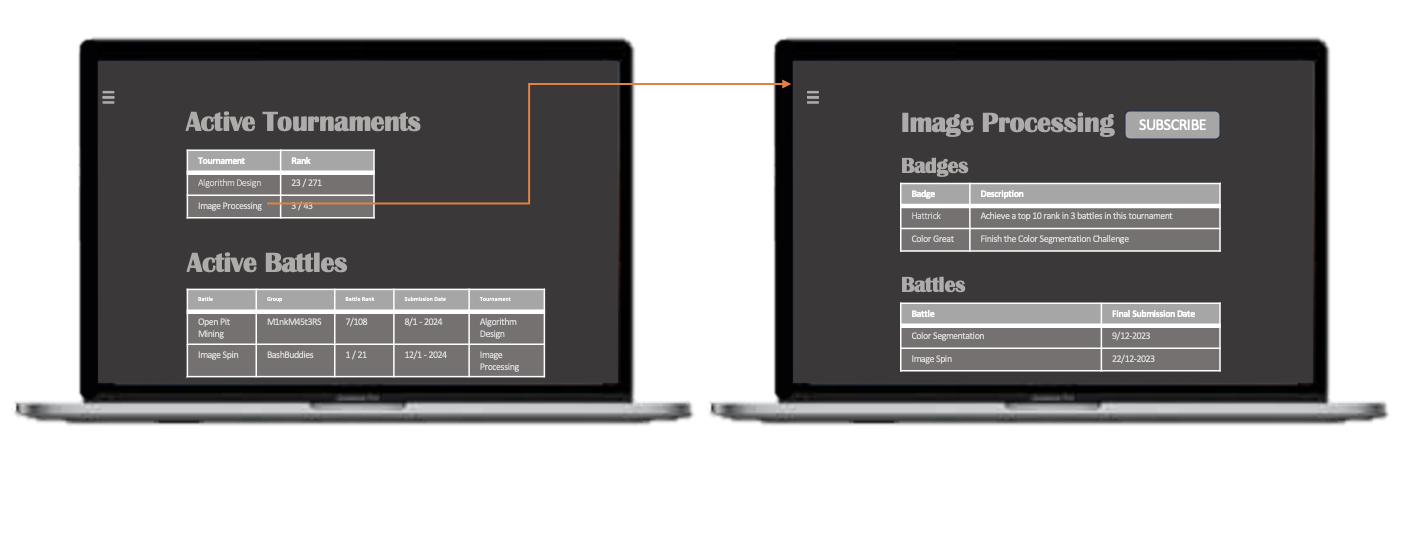 Active Tournaments
Tournament Rank
Algorithm Design 23 / 271
Image Processing 3 / 43
Active Battles
Battle Group Battle Rank Submission Date Tournament
Open Pit Mining M1nkM45t3RS 7/108 8/1 - 2024 Algorithm Design
Image Spin BashBuddies 1 / 21 12/1 - 2024 Image Processing
Image Processing SUBSCRIBE
Badges
Badge Description
Hattrick Achieve a top 10 rank in 3 battles in this tournament
Color Great Finish the Color Segmentation Challenge
Battles
Battle Final Submission Date
Color Segmentation 9/12-2023
Image Spin 22/12-2023